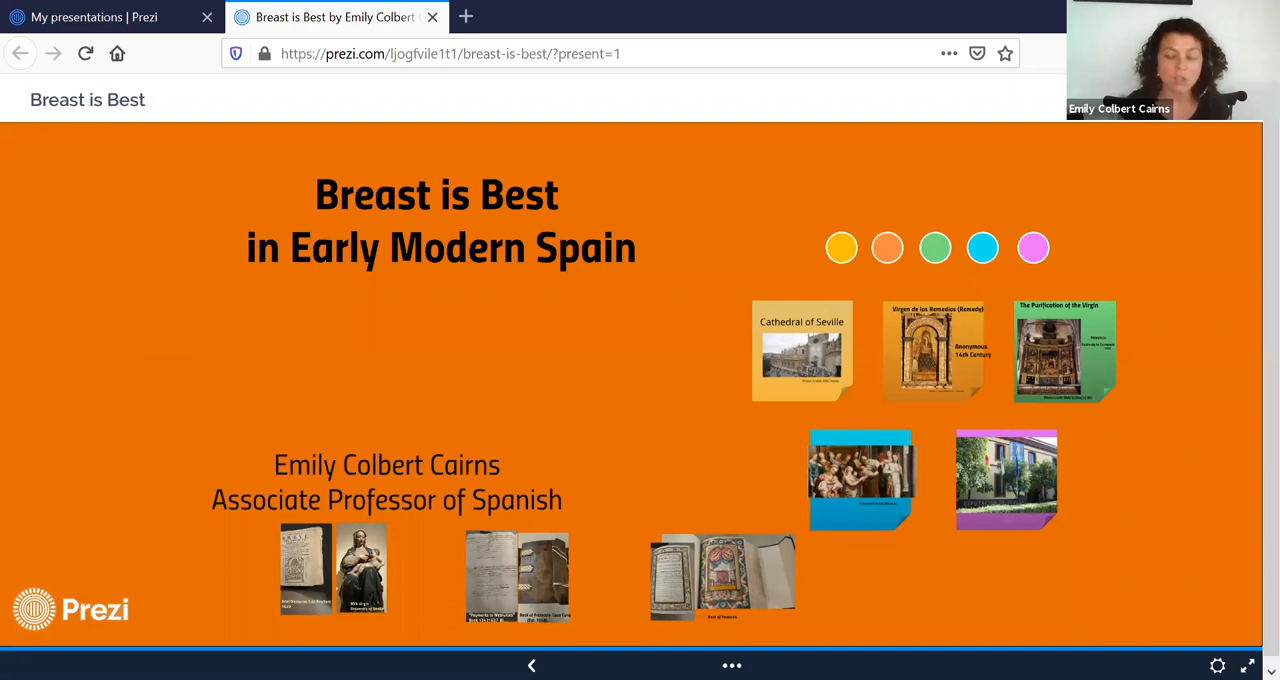 My presentations | Prezi
Breast is Best by Emily Colbert
https://prezi.com/ljogfvile1t1/breast-is-best/?present=1
Emily Colbert Cairns
Breast is Best
Breast is Best
in Early Modern Spain
Cathedral of Seville
Virgen de los Remedios (Remedy)
Anonymous
14th Century
The Purification of the Virgin
Emily Colbert Cairns
Associate Professor of Spanish
Milk Virgin
Prezi